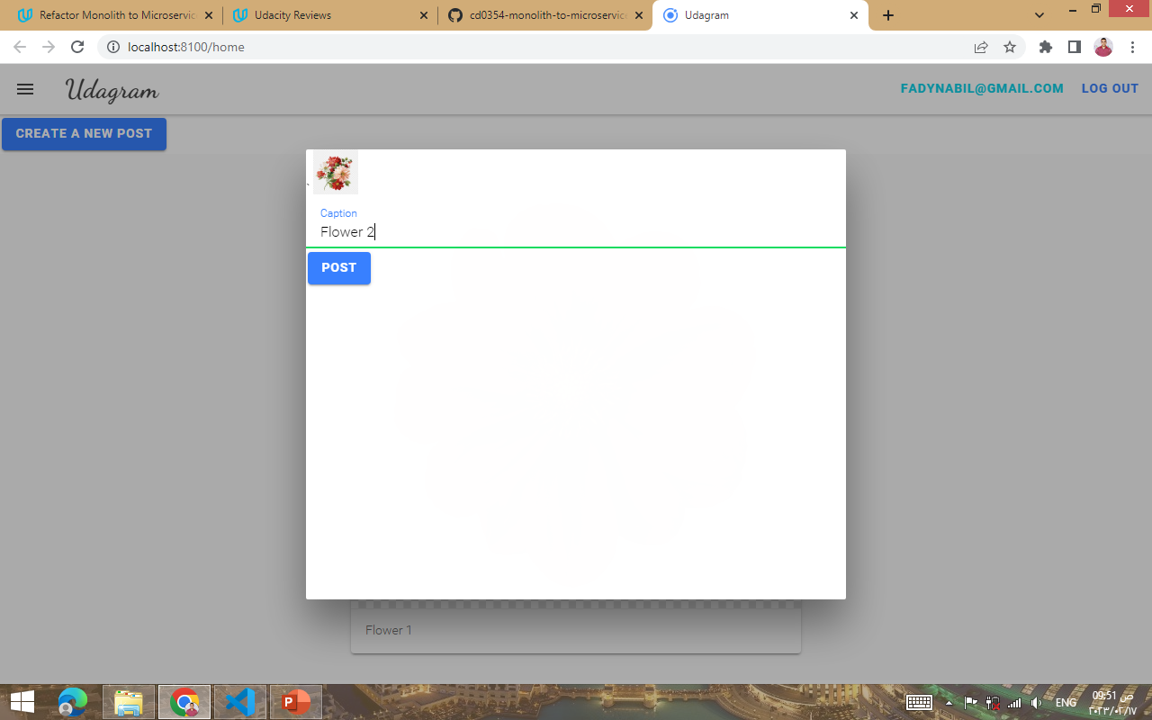 Refactor Monolith to Microservic
Udacity Reviews
cd0354-monolith-to-microservic
Udagram
localhost:8100/home
Udagram
FADYNABIL@GMAIL.COM
LOG OUT
CREATE A NEW POST
Caption
Flower 2
POST
Flower 1
ENG
09:51 ص
٢٠٢٣/٠٢/١٧